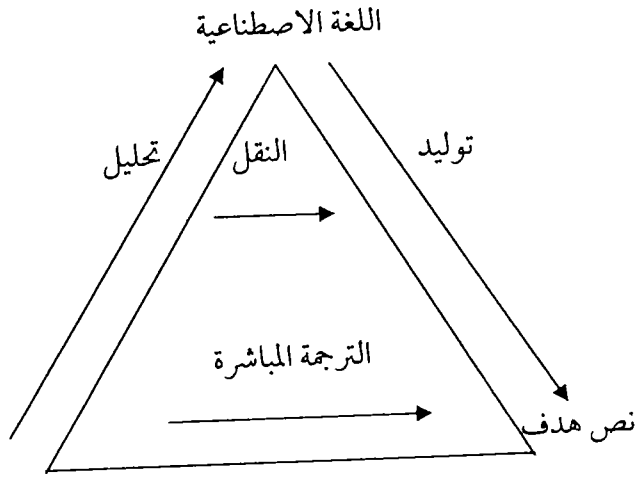 اللغة الاصطناعية
توليد
النقل
تحليل
الترجمة المباشرة
نص هدف